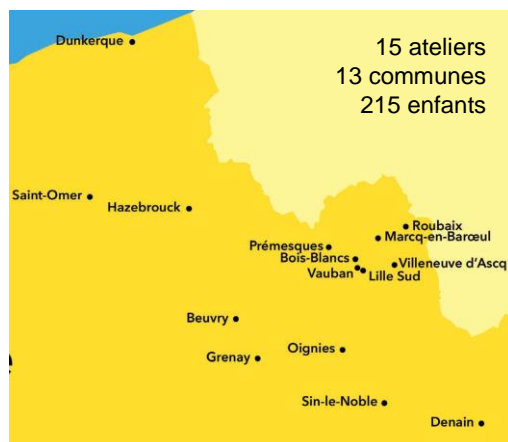 Dunkerque
15 ateliers
13 communes
215 enfants
Saint-Omer
Hazebrouck
Roubaix
Marcq-en-Barœul
Prémesques
Bois-Blancs
Villeneuve d'Ascq
Vauban
Lille Sud
Beuvry
Oignies
Grenay
Sin-le-Noble
Denain